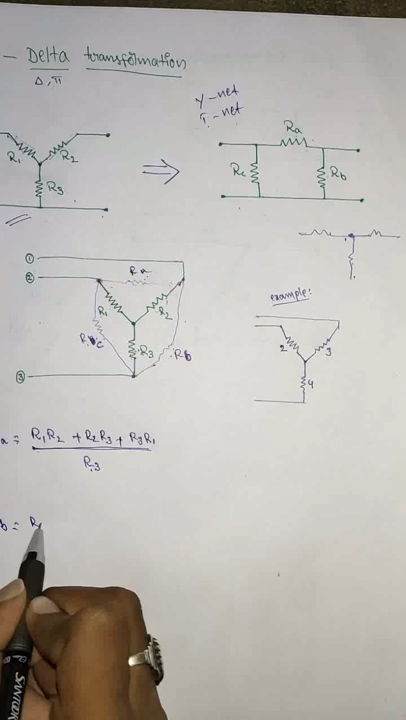 - Delta transformation
Δ, Π
Y-net
T-net
Ra
R1 R2
Rc Rb
R3
①
② Ra
R1 R2
Rc R3 Rb
③
example:
2 3
4
a = R1R2 + R2R3 + R3R1
R3
b = R